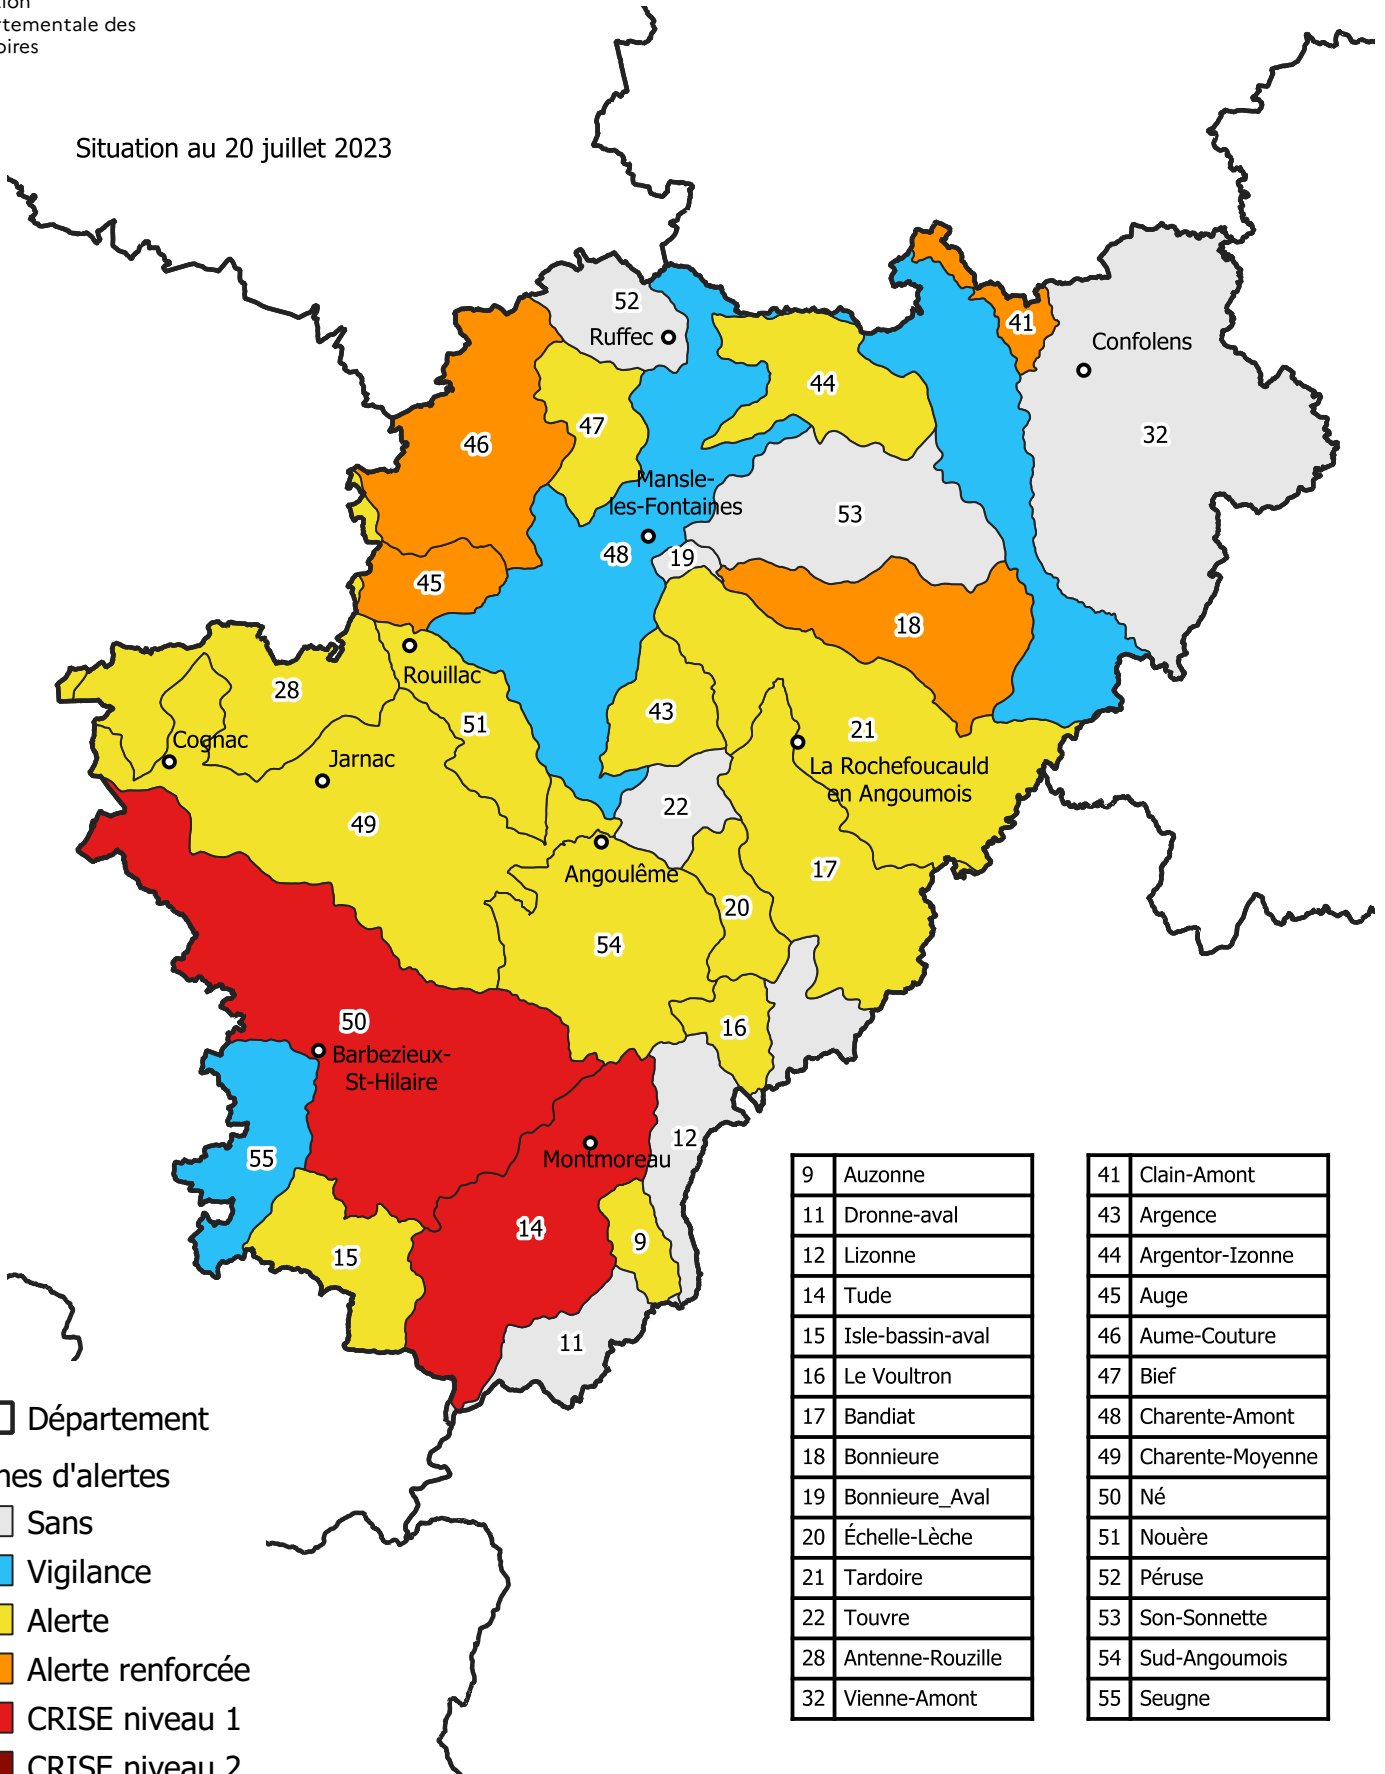 rtementale des
oires
Situation au 20 juillet 2023
52
Ruffec
41
Confolens
44
47
46
32
Mansle-
les-Fontaines
53
48
19
45
18
Rouillac
28
43
51
21
Cognac
Jarnac
La Rochefoucauld
en Angoumois
22
49
Angoulême
17
20
54
50
16
Barbezieux-
St-Hilaire
12
55
Montmoreau
14
9
15
11
9 Auzonne
11 Dronne-aval
12 Lizonne
14 Tude
15 Isle-bassin-aval
16 Le Voultron
17 Bandiat
18 Bonnieure
19 Bonnieure_Aval
20 Échelle-Lèche
21 Tardoire
22 Touvre
28 Antenne-Rouzille
32 Vienne-Amont
41 Clain-Amont
43 Argence
44 Argentor-Izonne
45 Auge
46 Aume-Couture
47 Bief
48 Charente-Amont
49 Charente-Moyenne
50 Né
51 Nouère
52 Péruse
53 Son-Sonnette
54 Sud-Angoumois
55 Seugne
Département
nes d'alertes
Sans
Vigilance
Alerte
Alerte renforcée
CRISE niveau 1
CRISE niveau 2